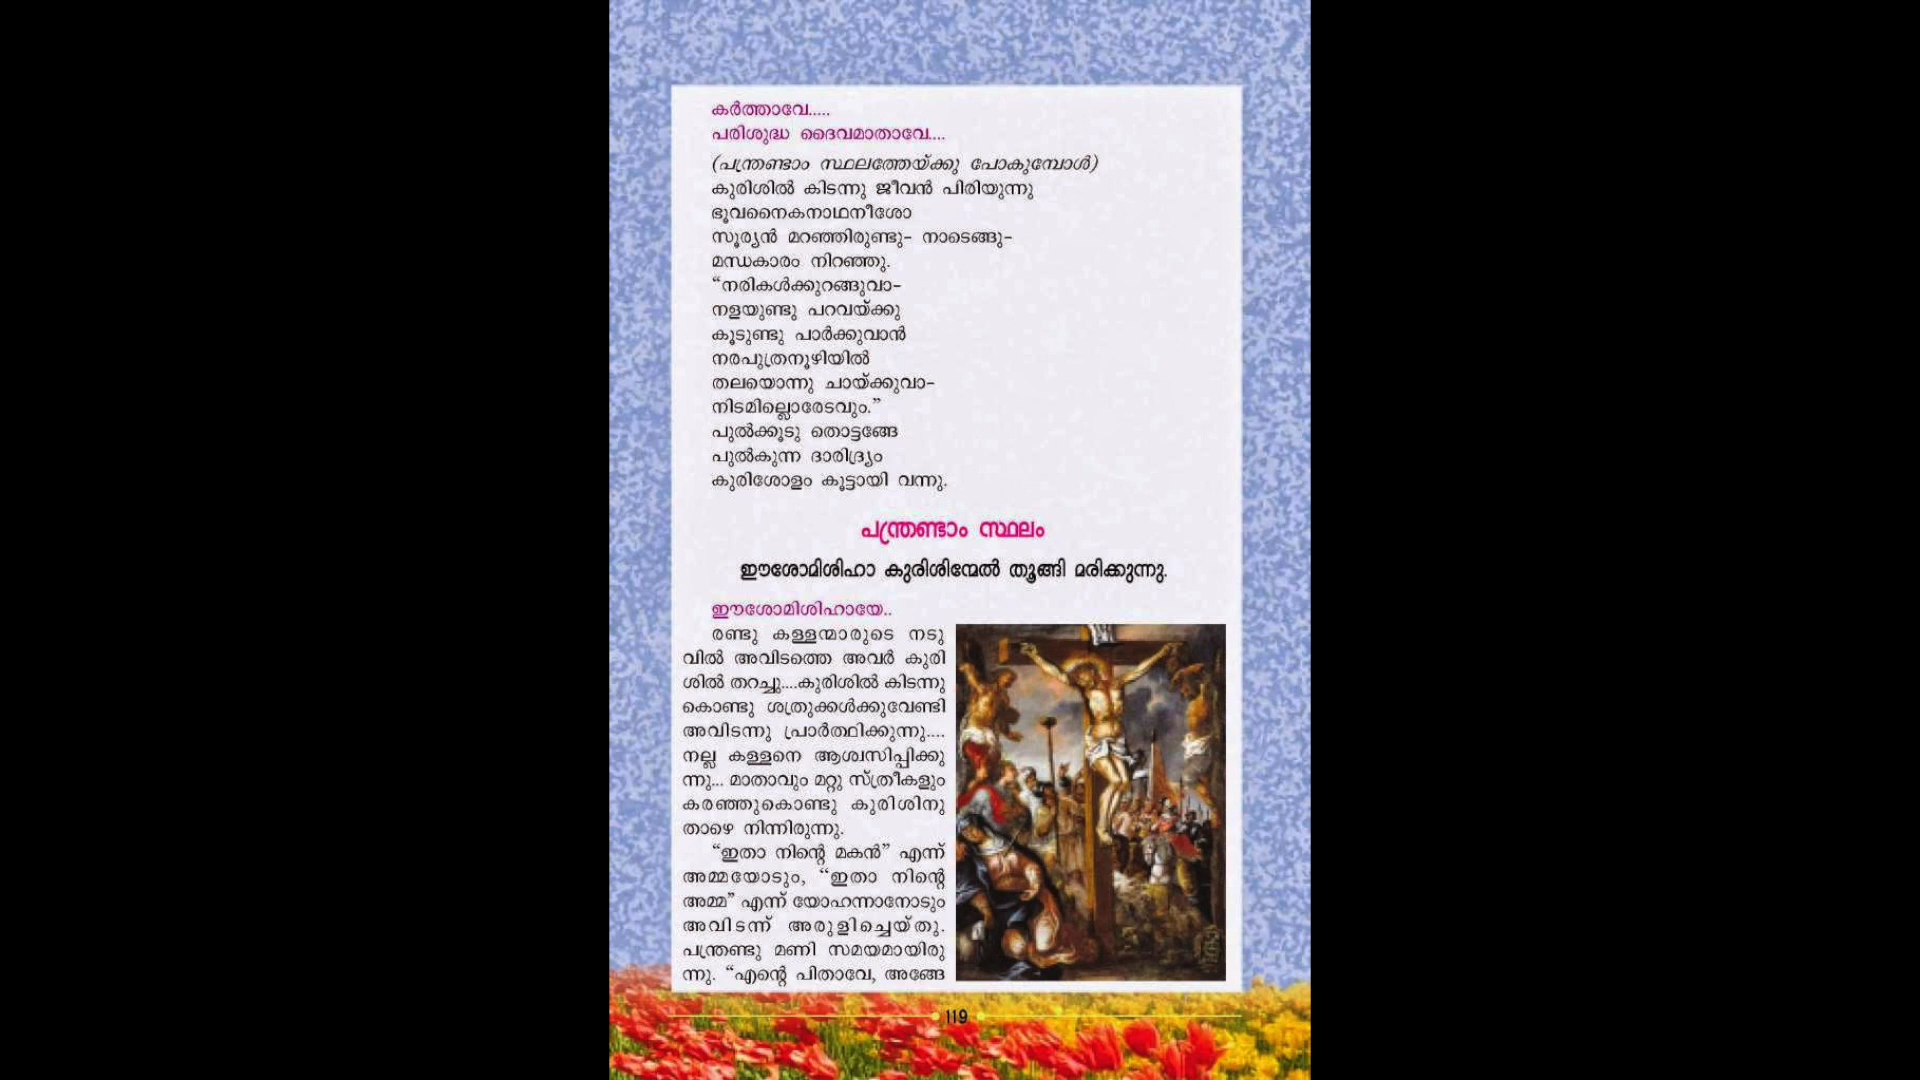 കർത്താവേ.....
പരിശുദ്ധ ദൈവമാതാവേ....
(പന്ത്രണ്ടാം സ്ഥലത്തേയ്ക്കു പോകുമ്പോൾ)
കുരിശിൽ കിടന്നു ജീവൻ പിരിയുന്നു
ഭൂവനൈകനാഥനീശോ
സൂര്യൻ മറഞ്ഞിരുണ്ടു- നാടെങ്ങു-
മന്ധകാരം നിറഞ്ഞു.
“നരികൾക്കുറങ്ങുവാ-
നളയുണ്ടു പറവയ്ക്കു
കൂടുണ്ടു പാർക്കുവാൻ
നരപുത്രനൂഴിയിൽ
തലയൊന്നു ചായ്ക്കുവാ-
നിടമില്ലൊരേടവും.”
പുൽക്കൂടു തൊട്ടങ്ങേ
പുൽകുന്ന ദാരിദ്ര്യം
കുരിശോളം കൂട്ടായി വന്നു.
പന്ത്രണ്ടാം സ്ഥലം
ഈശോമിശിഹാ കുരിശിന്മേൽ തൂങ്ങി മരിക്കുന്നു.
ഈശോമിശിഹായേ..
രണ്ടു കള്ളന്മാരുടെ നടു
വിൽ അവിടത്തെ അവർ കുരി
ശിൽ തറച്ചു....കുരിശിൽ കിടന്നു
കൊണ്ടു ശത്രുക്കൾക്കുവേണ്ടി
അവിടന്നു പ്രാർത്ഥിക്കുന്നു....
നല്ല കള്ളനെ ആശ്വസിപ്പിക്കു
ന്നു... മാതാവും മറ്റു സ്ത്രീകളും
കരഞ്ഞുകൊണ്ടു കുരിശിനു
താഴെ നിന്നിരുന്നു.
“ഇതാ നിന്റെ മകൻ” എന്ന്
അമ്മയോടും, “ഇതാ നിന്റെ
അമ്മ” എന്ന് യോഹന്നാനോടും
അവിടന്ന് അരുളിച്ചെയ്തു.
പന്ത്രണ്ടു മണി സമയമായിരു
ന്നു. “എന്റെ പിതാവേ, അങ്ങേ
119